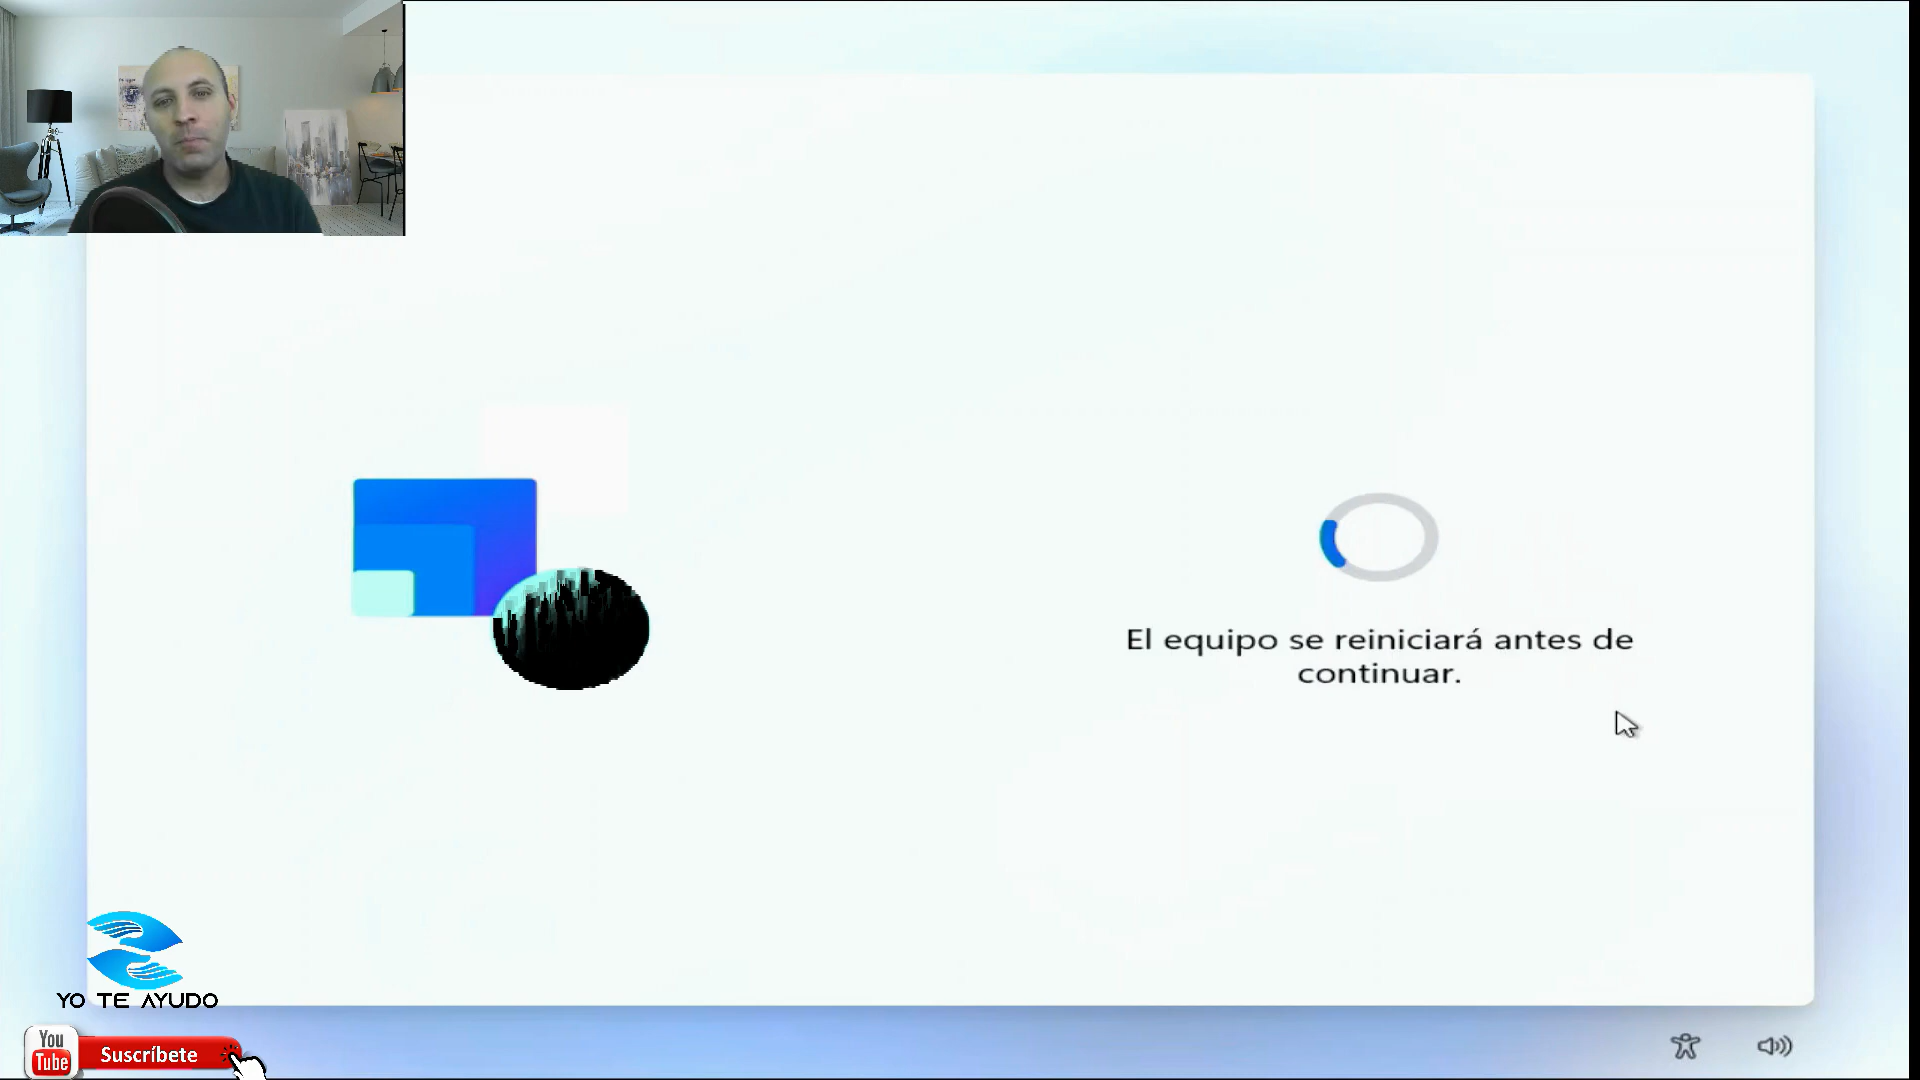 El equipo se reiniciará antes de
continuar.
YO TE AYUDO
You
Tube
Suscríbete